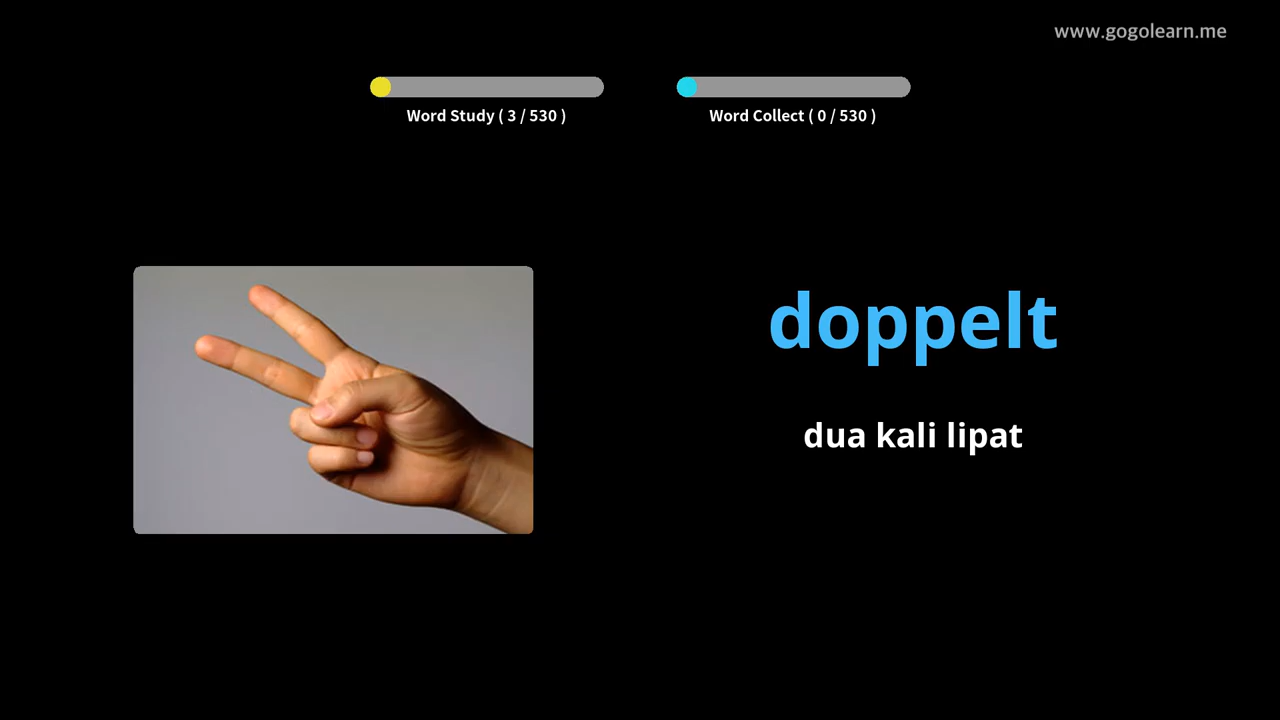 www.gogolearn.me
Word Study ( 3 / 530 )
Word Collect ( 0 / 530 )
doppelt
dua kali lipat